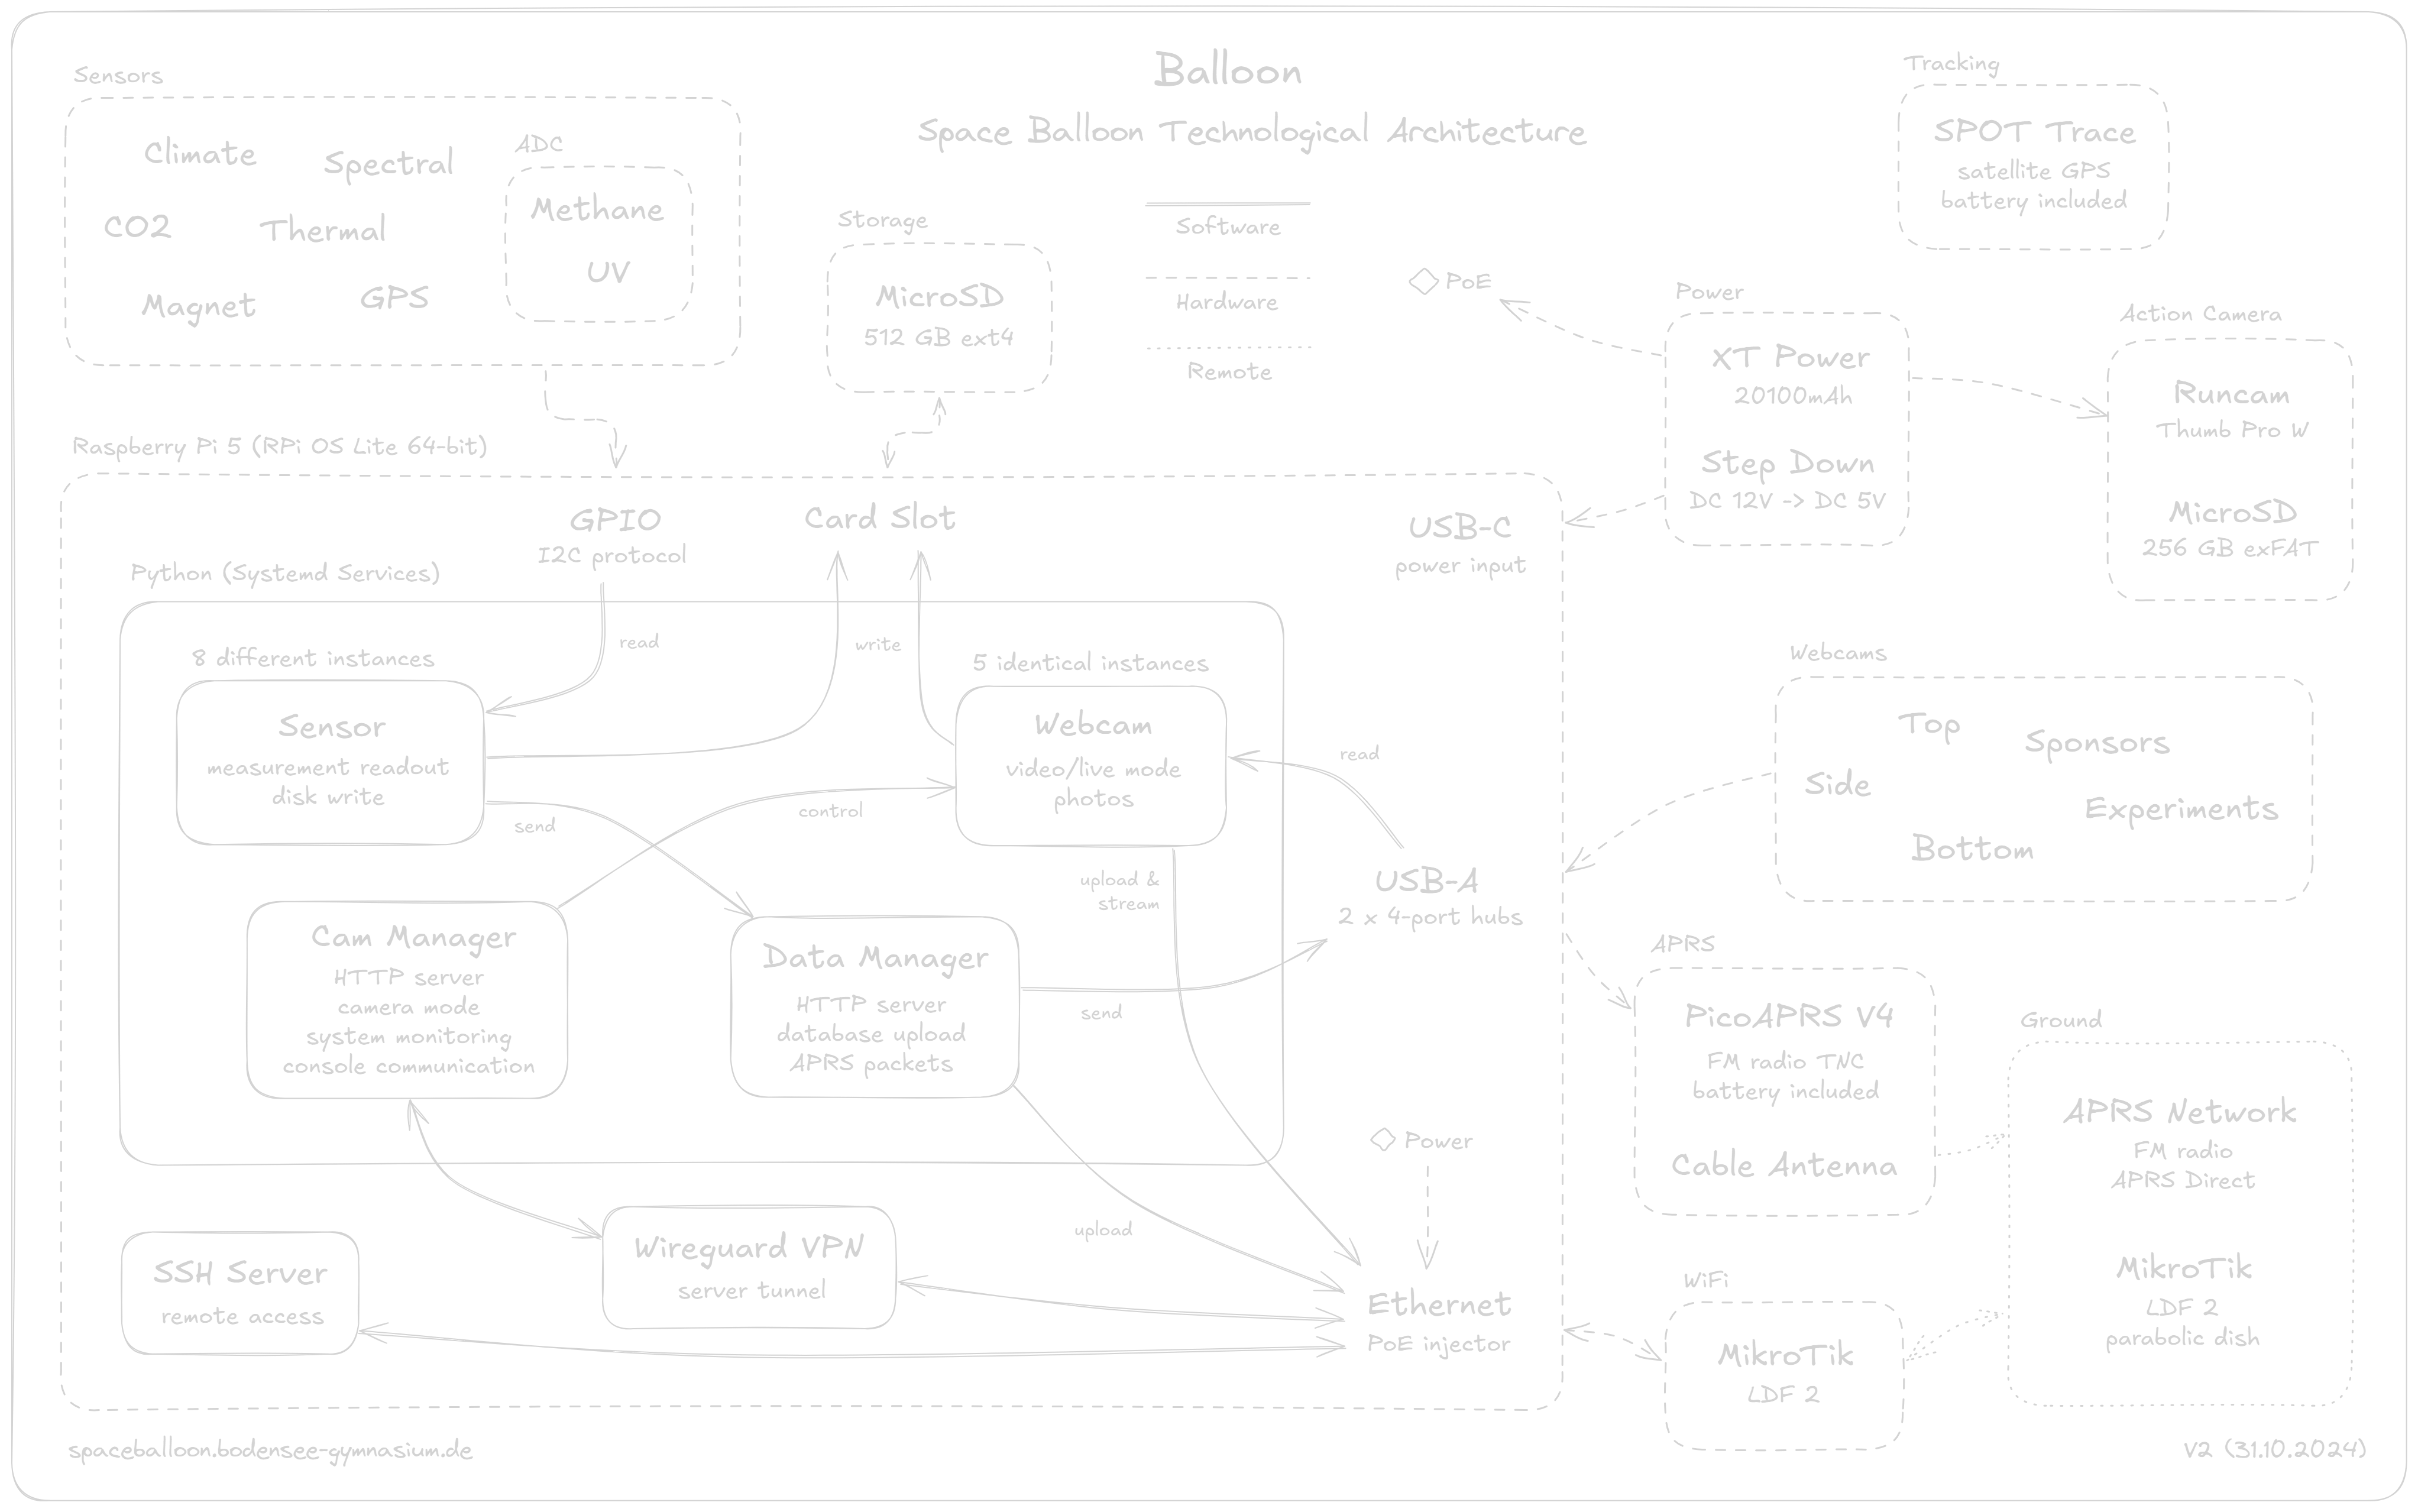 Balloon
Space Balloon Technological Architecture
Sensors
Climate
Spectral
CO2
Thermal
Magnet
GPS
ADC
Methane
UV
Storage
MicroSD
512 GB ext4
Software
Hardware
Remote
Tracking
SPOT Trace
satellite GPS
battery included
PoE
Power
XT Power
20100mAh
Step Down
DC 12V -> DC 5V
Action Camera
Runcam
Thumb Pro W
MicroSD
256 GB exFAT
Raspberry Pi 5 (RPi OS Lite 64-bit)
GPIO
I2C protocol
Card Slot
USB-C
power input
Python (Systemd Services)
read
write
8 different instances
Sensor
measurement readout
disk write
5 identical instances
Webcam
video/live mode
photos
read
send
control
upload &
stream
USB-A
2 x 4-port hubs
Webcams
Top
Sponsors
Side
Experiments
Bottom
Cam Manager
HTTP server
camera mode
system monitoring
console communication
Data Manager
HTTP server
database upload
APRS packets
send
APRS
PicoAPRS V4
FM radio TNC
battery included
Cable Antenna
Ground
APRS Network
FM radio
APRS Direct
MikroTik
LDF 2
parabolic dish
Power
upload
SSH Server
remote access
Wireguard VPN
server tunnel
Ethernet
PoE injector
WiFi
MikroTik
LDF 2
spaceballoon.bodensee-gymnasium.de
V2 (31.10.2024)